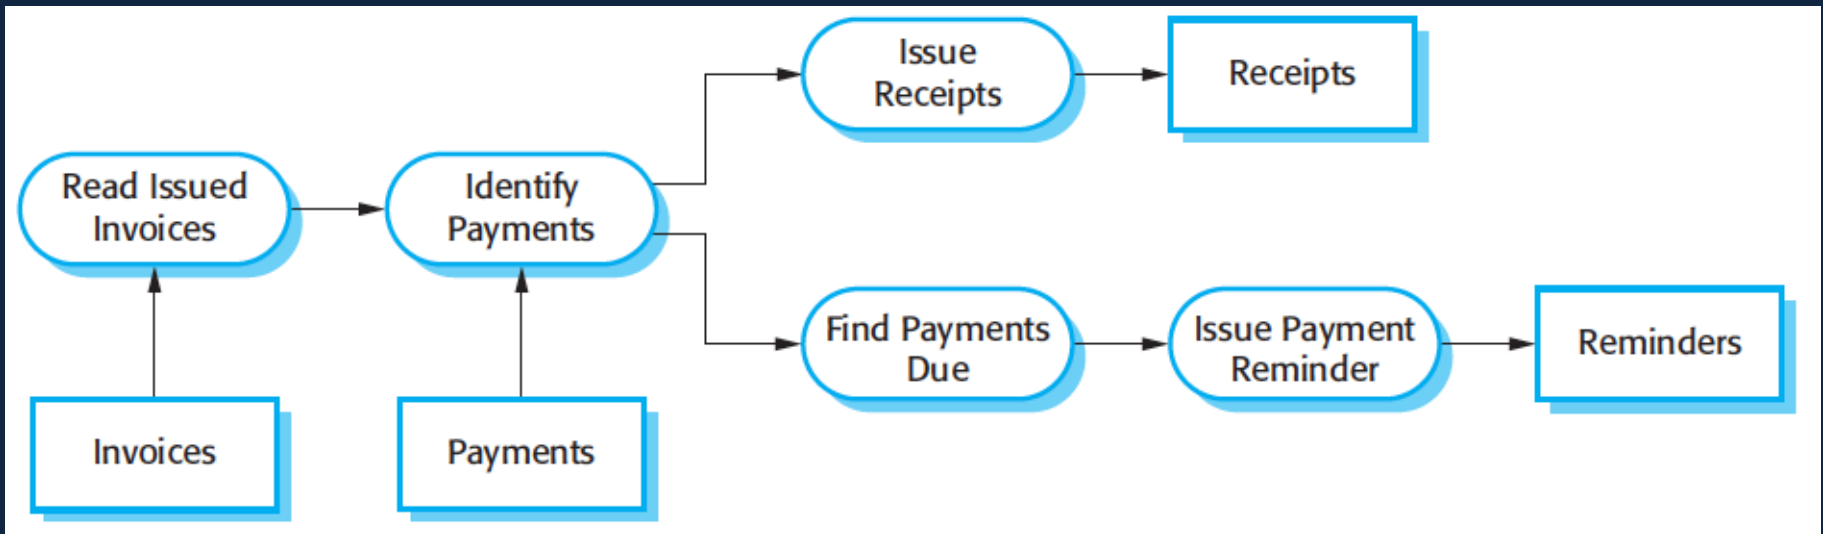 Issue
Receipts
Receipts
Read Issued
Invoices
Identify
Payments
Find Payments
Due
Issue Payment
Reminder
Reminders
Invoices
Payments